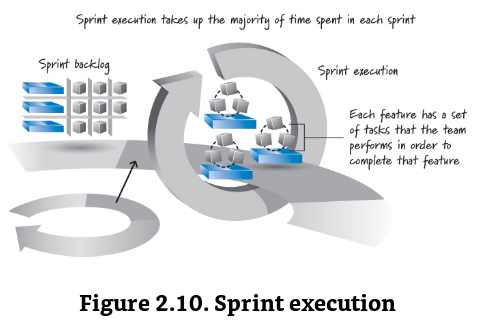 Sprint execution takes up the majority of time spent in each sprint
Sprint backlog
Sprint execution
Each feature has a set
of tasks that the team
performs in order to
complete that feature
Figure 2.10. Sprint execution